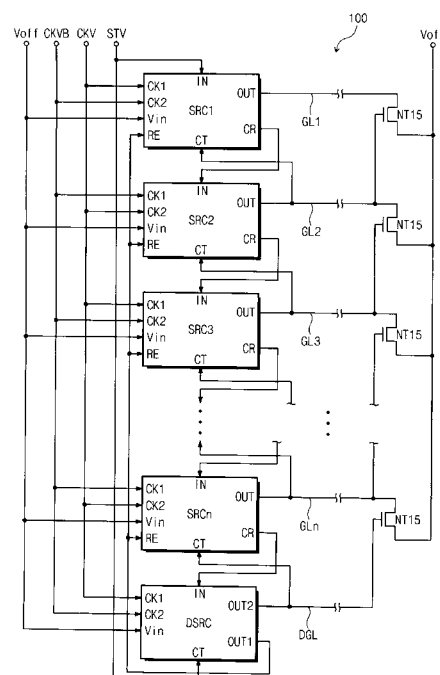 100
Voff CKVB CKV STV Vof
IN
CK1 OUT
CK2 SRC1
Vin CR GL1 NT15
RE CT
IN
CK1 OUT
CK2 SRC2
Vin CR GL2 NT15
RE CT
IN
CK1 OUT
CK2 SRC3
Vin CR GL3 NT15
RE CT
IN
CK1 OUT
CK2 SRCn
Vin CR GLn NT15
RE CT
IN
CK1 OUT2
CK2 DSRC DGL
Vin OUT1
CT